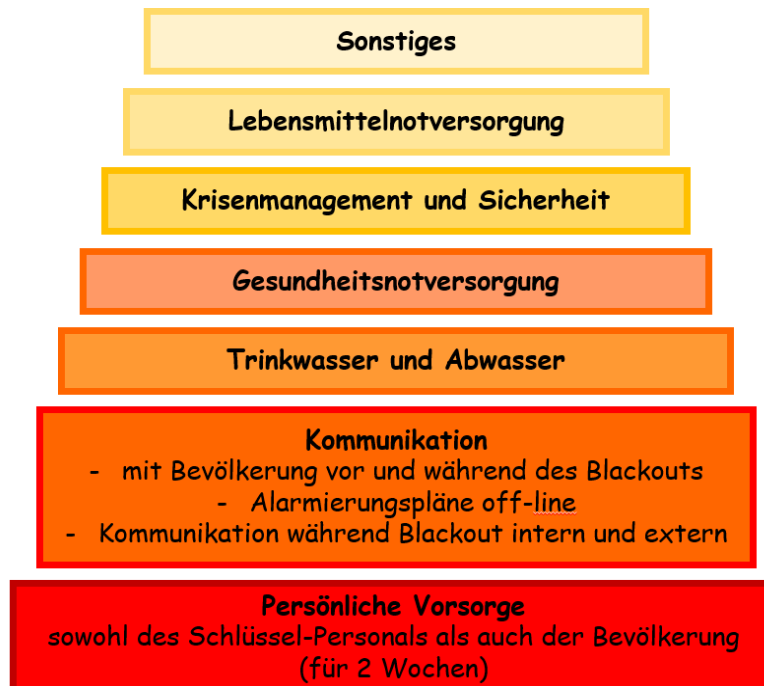 Sonstiges
Lebensmittelnotversorgung
Krisenmanagement und Sicherheit
Gesundheitsnotversorgung
Trinkwasser und Abwasser
Kommunikation
- mit Bevölkerung vor und während des Blackouts
- Alarmierungspläne off-line
- Kommunikation während Blackout intern und extern
Persönliche Vorsorge
sowohl des Schlüssel-Personals als auch der Bevölkerung
(für 2 Wochen)